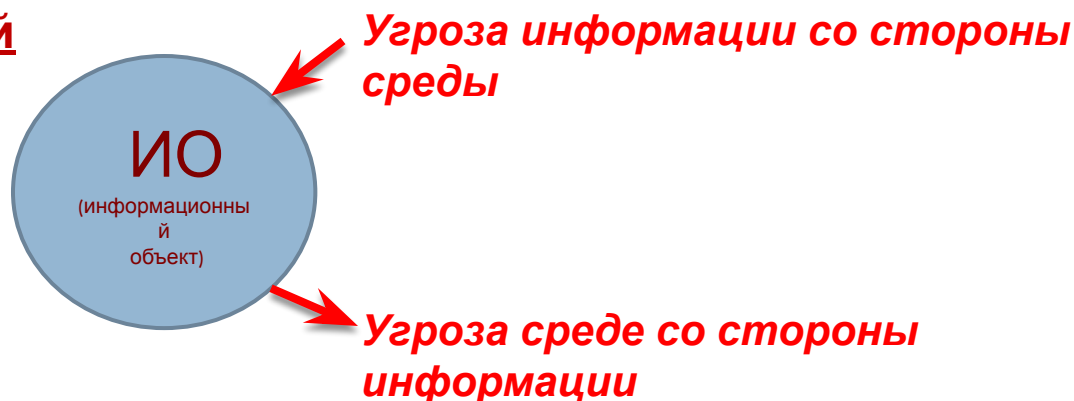 й
Угроза информации со стороны
среды
ИО
(информационны
й
объект)
Угроза среде со стороны
информации